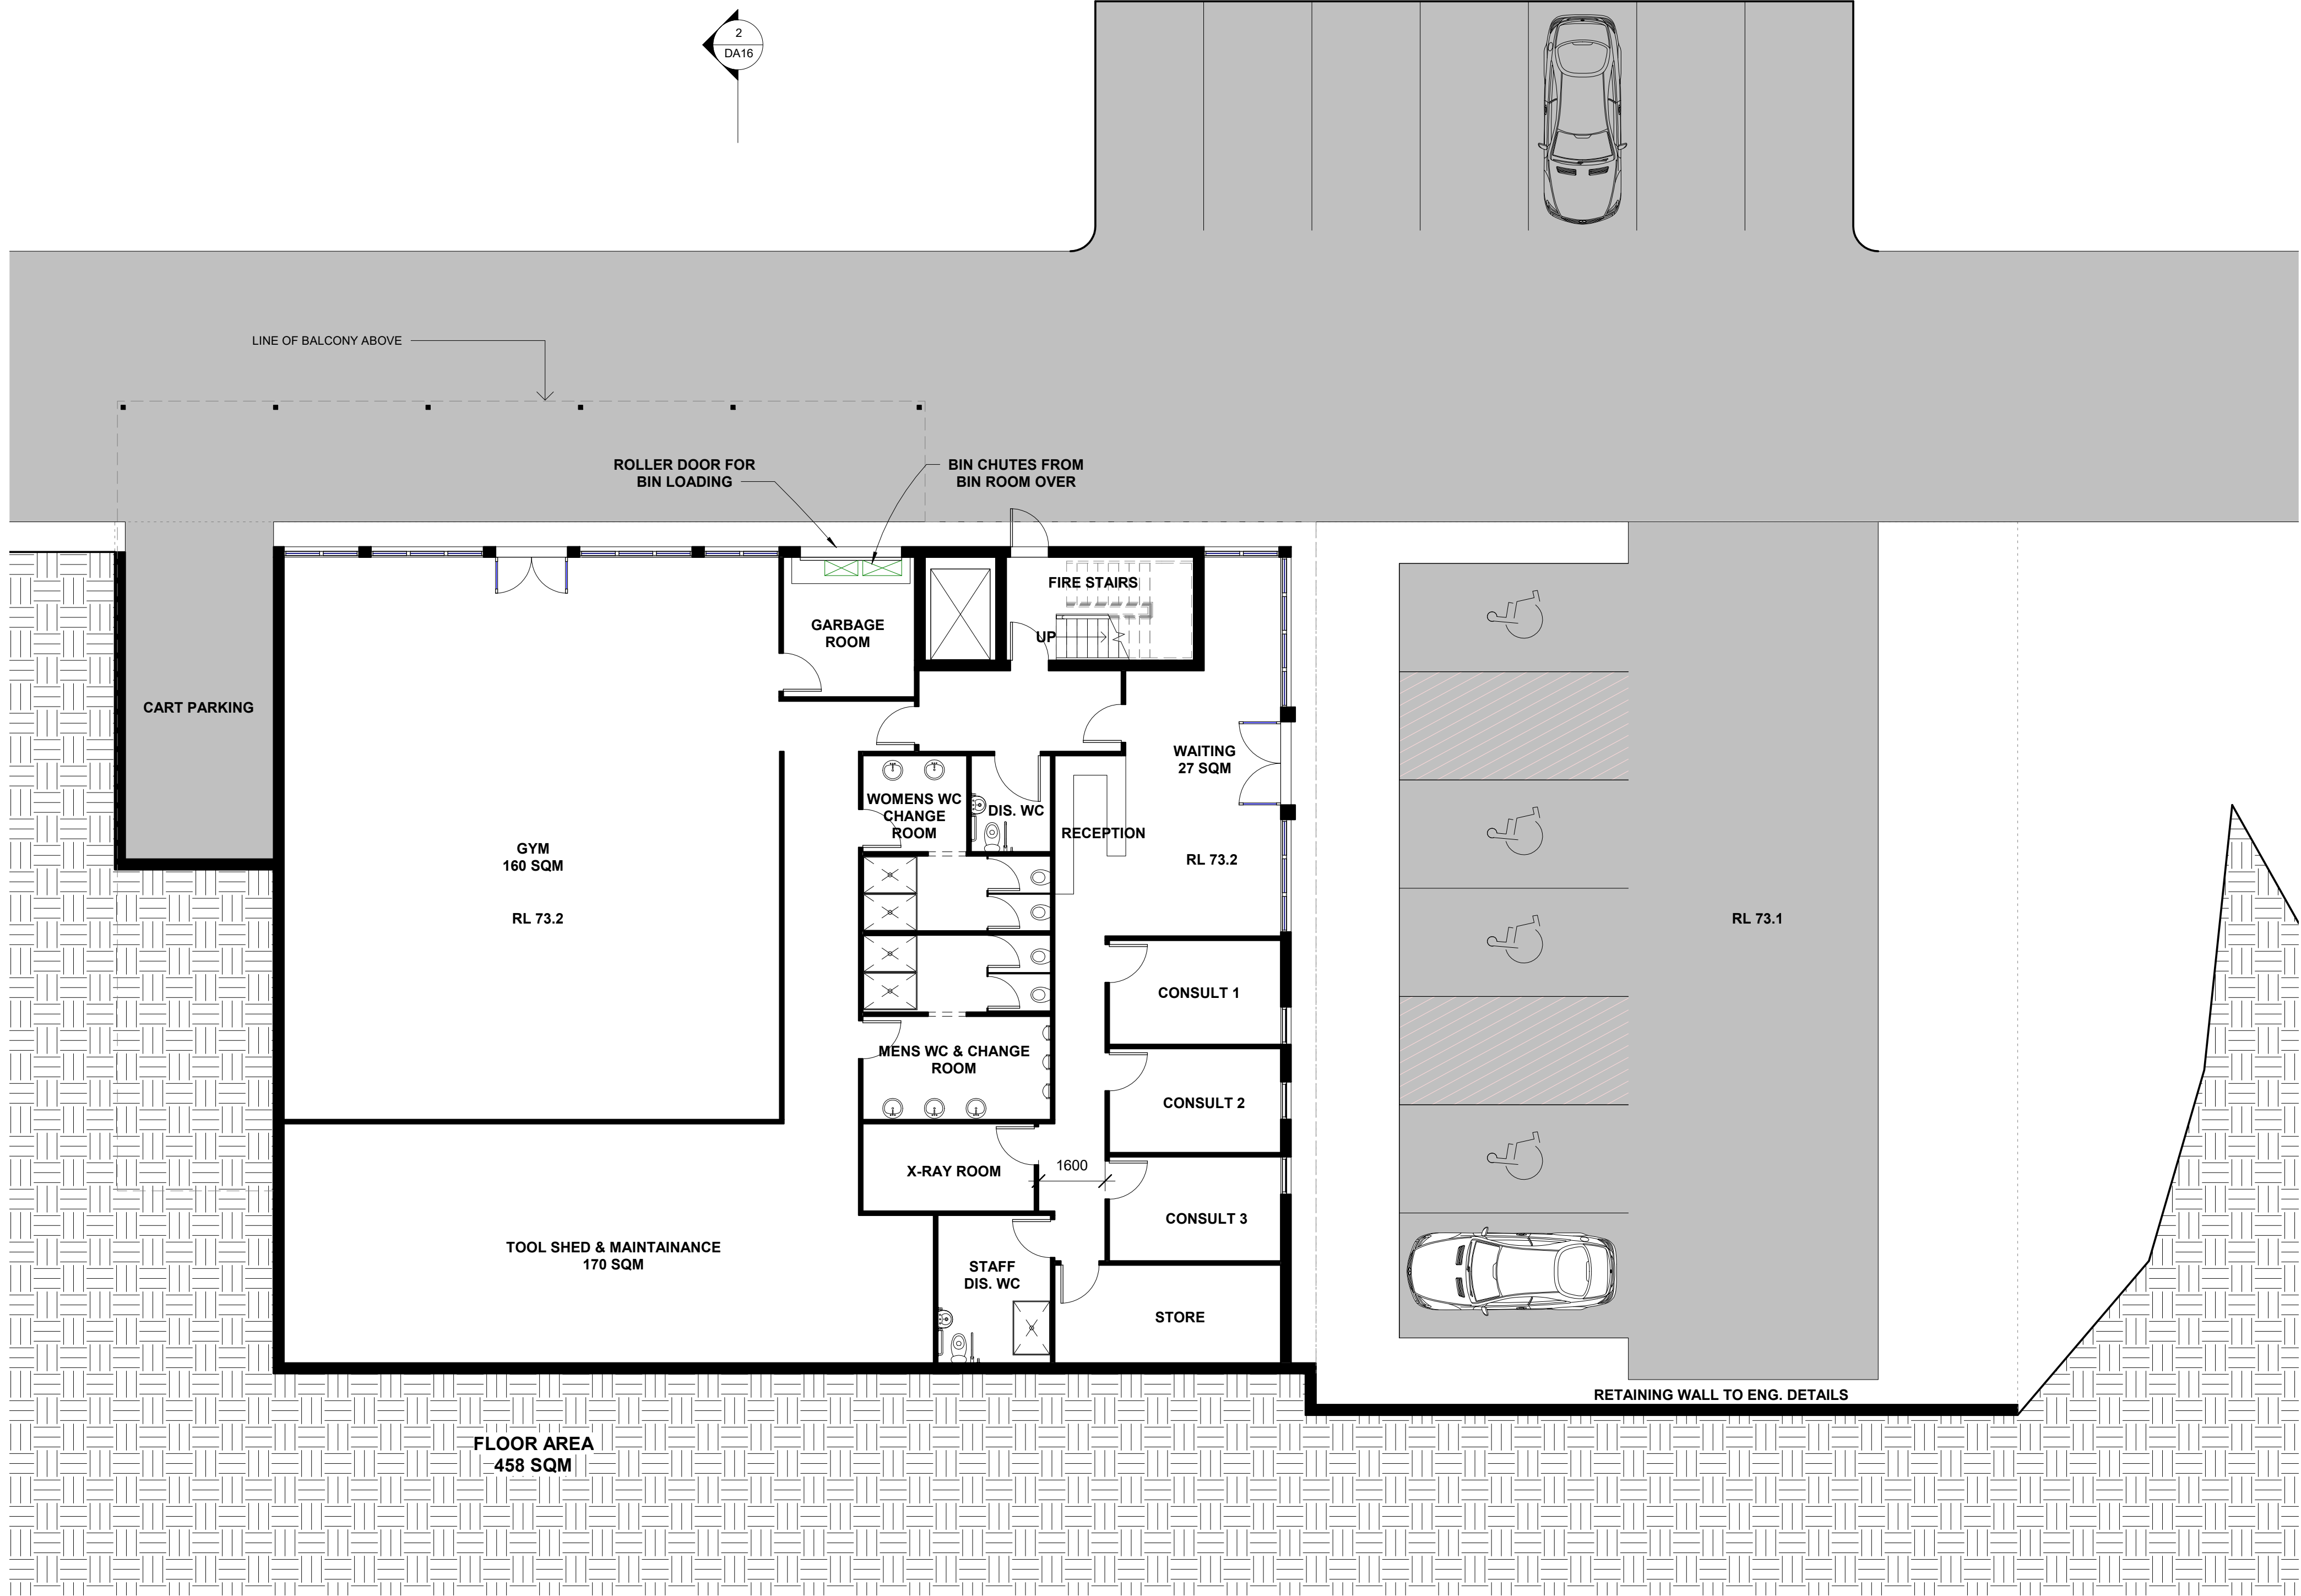 2
DA16
LINE OF BALCONY ABOVE
ROLLER DOOR FOR
BIN LOADING
BIN CHUTES FROM
BIN ROOM OVER
FIRE STAIRS
UP
GARBAGE
ROOM
CART PARKING
WAITING
27 SQM
WOMENS WC
CHANGE
ROOM
DIS. WC
RECEPTION
GYM
160 SQM
RL 73.2
RL 73.2
RL 73.1
CONSULT 1
MENS WC & CHANGE
ROOM
CONSULT 2
X-RAY ROOM
1600
CONSULT 3
TOOL SHED & MAINTAINANCE
170 SQM
STAFF
DIS. WC
STORE
RETAINING WALL TO ENG. DETAILS
FLOOR AREA
458 SQM